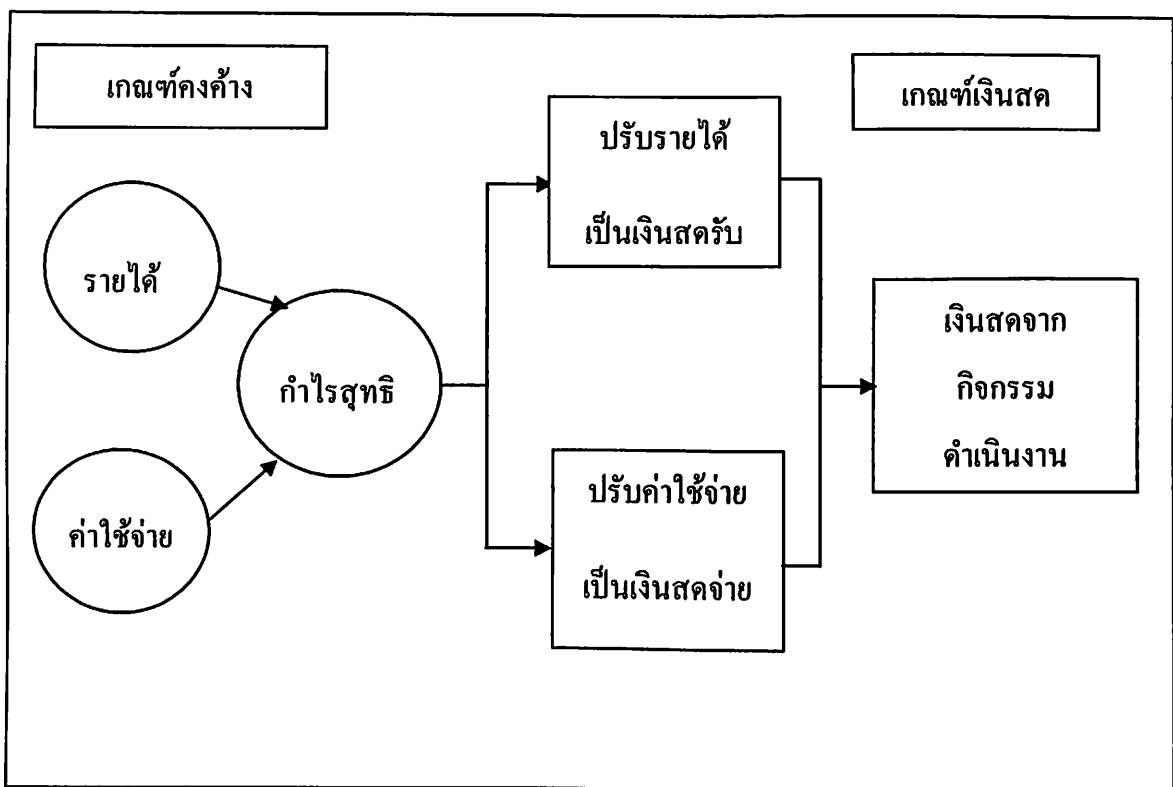 เกณฑ์คงค้าง
เกณฑ์เงินสด
ปรับรายได้
เป็นเงินสดรับ
รายได้
กำไรสุทธิ
เงินสดจาก
กิจกรรม
ดำเนินงาน
ค่าใช้จ่าย
ปรับค่าใช้จ่าย
เป็นเงินสดจ่าย